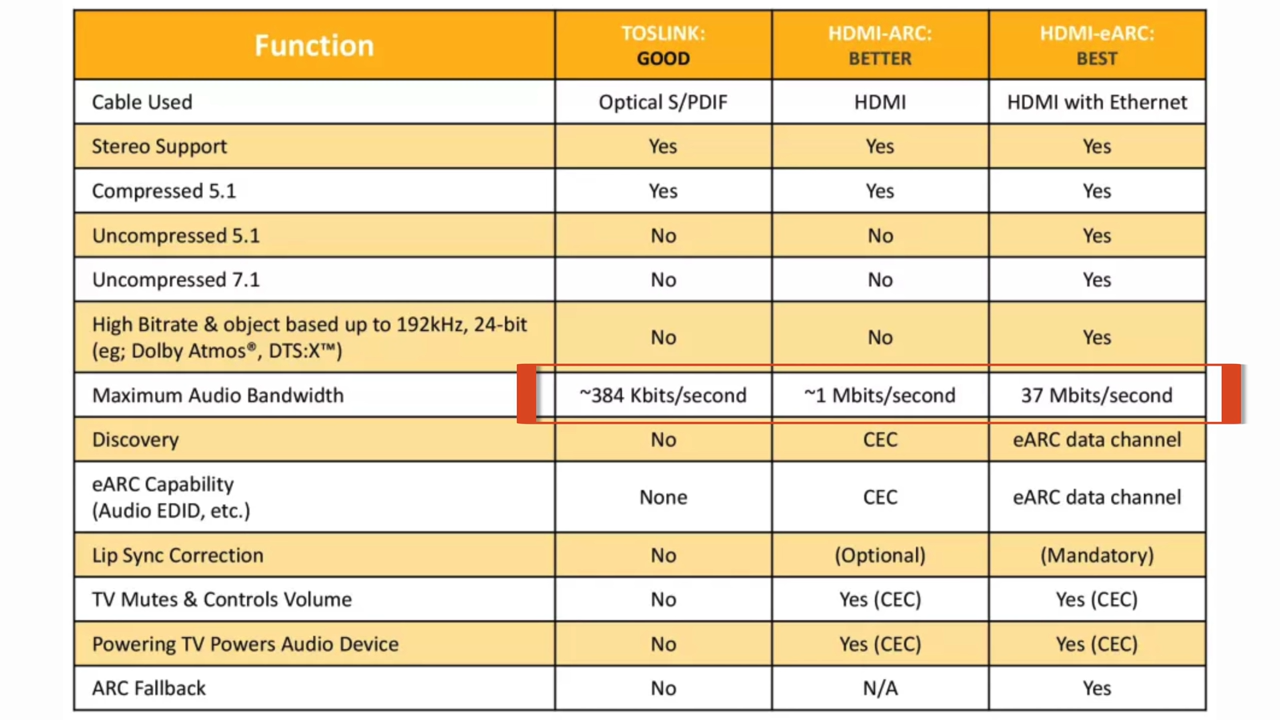 Function TOSLINK: HDMI-ARC: HDMI-eARC:
GOOD BETTER BEST
Cable Used Optical S/PDIF HDMI HDMI with Ethernet
Stereo Support Yes Yes Yes
Compressed 5.1 Yes Yes Yes
Uncompressed 5.1 No No Yes
Uncompressed 7.1 No No Yes
High Bitrate & object based up to 192kHz, 24-bit
(eg; Dolby Atmos®, DTS:X™) No No Yes
Maximum Audio Bandwidth ~384 Kbits/second ~1 Mbits/second 37 Mbits/second
Discovery No CEC eARC data channel
eARC Capability
(Audio EDID, etc.) None CEC eARC data channel
Lip Sync Correction No (Optional) (Mandatory)
TV Mutes & Controls Volume No Yes (CEC) Yes (CEC)
Powering TV Powers Audio Device No Yes (CEC) Yes (CEC)
ARC Fallback No N/A Yes